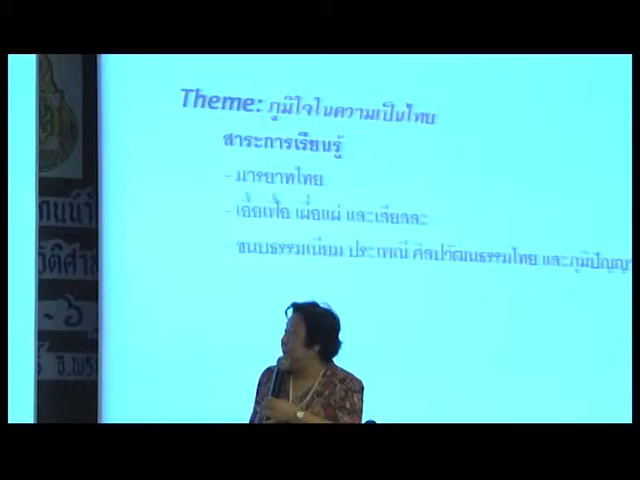 Theme: ภูมิใจในความเป็นไทย
สาระการเรียนรู้
- มารยาทไทย
- เอื้อเฟื้อ เผื่อแผ่ และเสียสละ
- ขนบธรรมเนียม ประเพณี ศิลปวัฒนธรรมไทย และภูมิปัญญ